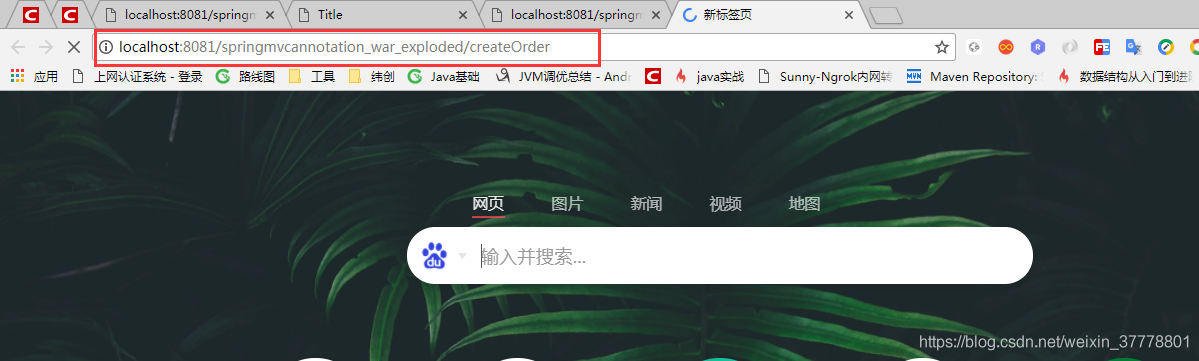 localhost:8081/springm
Title
localhost:8081/springm
新标签页
localhost:8081/springmvcannotation_war_exploded/createOrder
应用 上网认证系统 - 登录 路线图 工具 纬创 Java基础 JVM调优总结 - And java实战 Sunny-Ngrok内网转 Maven Repository: 数据结构从入门到进
网页 图片 新闻 视频 地图
du 输入并搜索...
https://blog.csdn.net/weixin_37778801